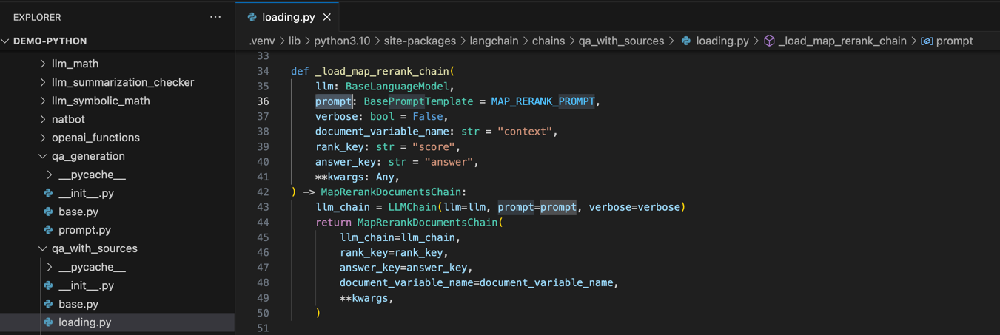 EXPLORER
...
DEMO-PYTHON
llm_math
llm_summarization_checker
llm_symbolic_math
natbot
openai_functions
qa_generation
__pycache__
__init__.py
base.py
prompt.py
qa_with_sources
__pycache__
__init__.py
base.py
loading.py
loading.py
.venv > lib > python3.10 > site-packages > langchain > chains > qa_with_sources > loading.py > _load_map_rerank_chain > prompt
33
34 def _load_map_rerank_chain(
35     llm: BaseLanguageModel,
36     prompt: BasePromptTemplate = MAP_RERANK_PROMPT,
37     verbose: bool = False,
38     document_variable_name: str = "context",
39     rank_key: str = "score",
40     answer_key: str = "answer",
41     **kwargs: Any,
42 ) -> MapRerankDocumentsChain:
43     llm_chain = LLMChain(llm=llm, prompt=prompt, verbose=verbose)
44     return MapRerankDocumentsChain(
45         llm_chain=llm_chain,
46         rank_key=rank_key,
47         answer_key=answer_key,
48         document_variable_name=document_variable_name,
49         **kwargs,
50     )
51